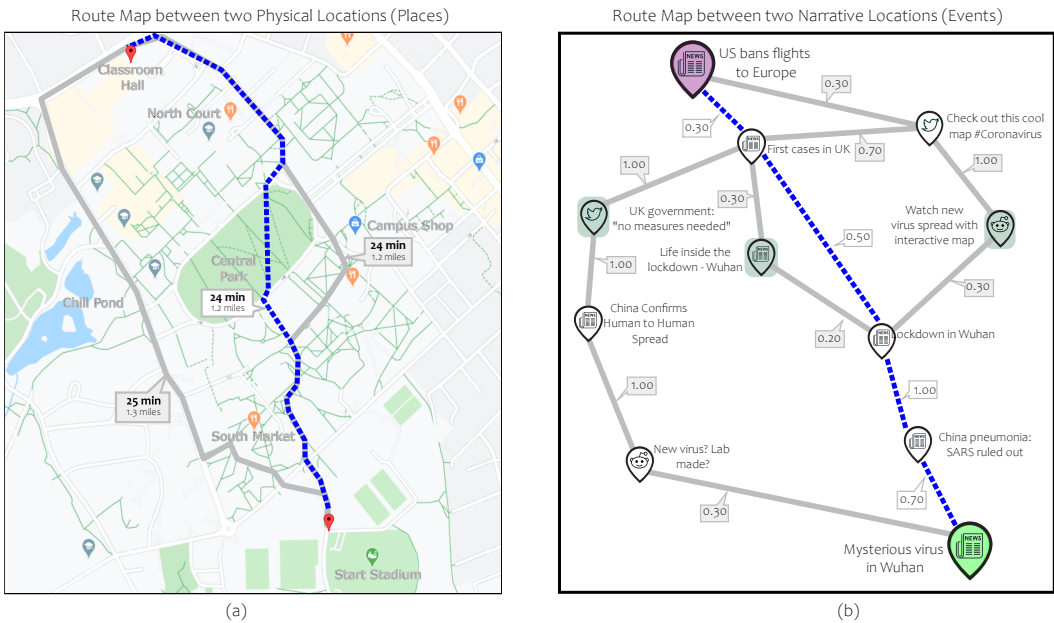 Route Map between two Physical Locations (Places)
Classroom
Hall
North Court
Campus Shop
24 min
1.2 miles
Central
Park
24 min
1.2 miles
Chill Pond
25 min
1.3 miles
South Market
Start Stadium
(a)
Route Map between two Narrative Locations (Events)
NEWS
US bans flights
to Europe
0.30
0.30
Check out this cool
map #Coronavirus
First cases in UK
0.70
1.00
1.00
0.30
UK government:
"no measures needed"
Watch new
virus spread with
interactive map
0.50
Life inside the
lockdown - Wuhan
1.00
0.30
China Confirms
Human to Human
Spread
0.20
Lockdown in Wuhan
1.00
1.00
China pneumonia:
SARS ruled out
New virus? Lab
made?
0.70
0.30
NEWS
Mysterious virus
in Wuhan
(b)